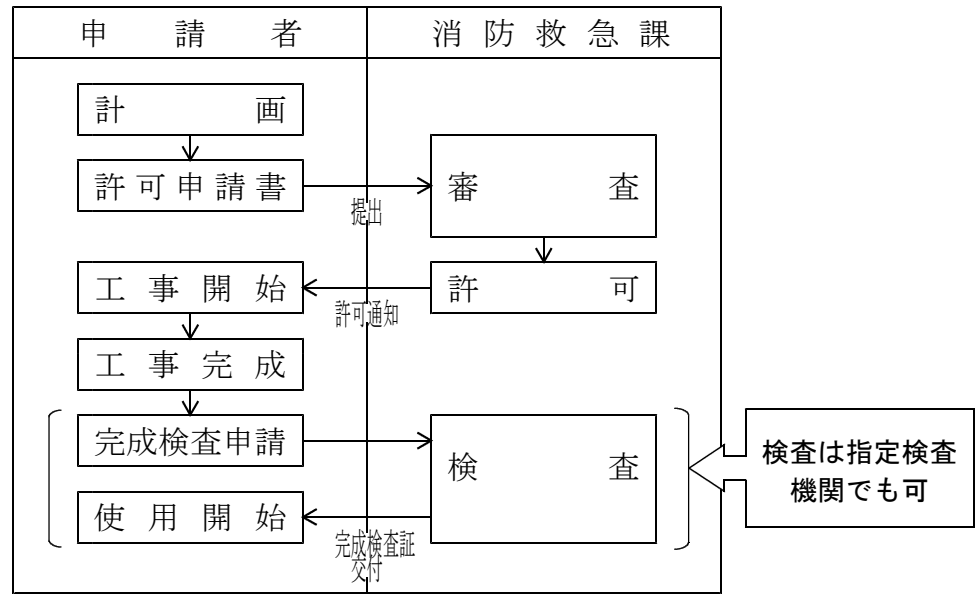 申請者
消防救急課
計画
許可申請書
提出
審査
許可
許可通知
工事開始
工事完成
完成検査申請
検査
完成検査証
交付
使用開始
検査は指定検査
機関でも可